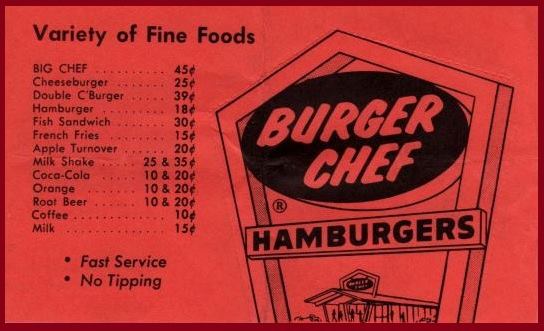 Variety of Fine Foods
BIG CHEF .......... 45¢
Cheeseburger ....... 25¢
Double C'Burger .... 39¢
Hamburger ......... 18¢
Fish Sandwich ...... 30¢
French Fries ........ 15¢
Apple Turnover ..... 20¢
Milk Shake .... 25 & 35¢
Coca-Cola .... 10 & 20¢
Orange ...... 10 & 20¢
Root Beer .... 10 & 20¢
Coffee ............ 10¢
Milk .............. 15¢
• Fast Service
• No Tipping
BURGER
CHEF
®
HAMBURGERS